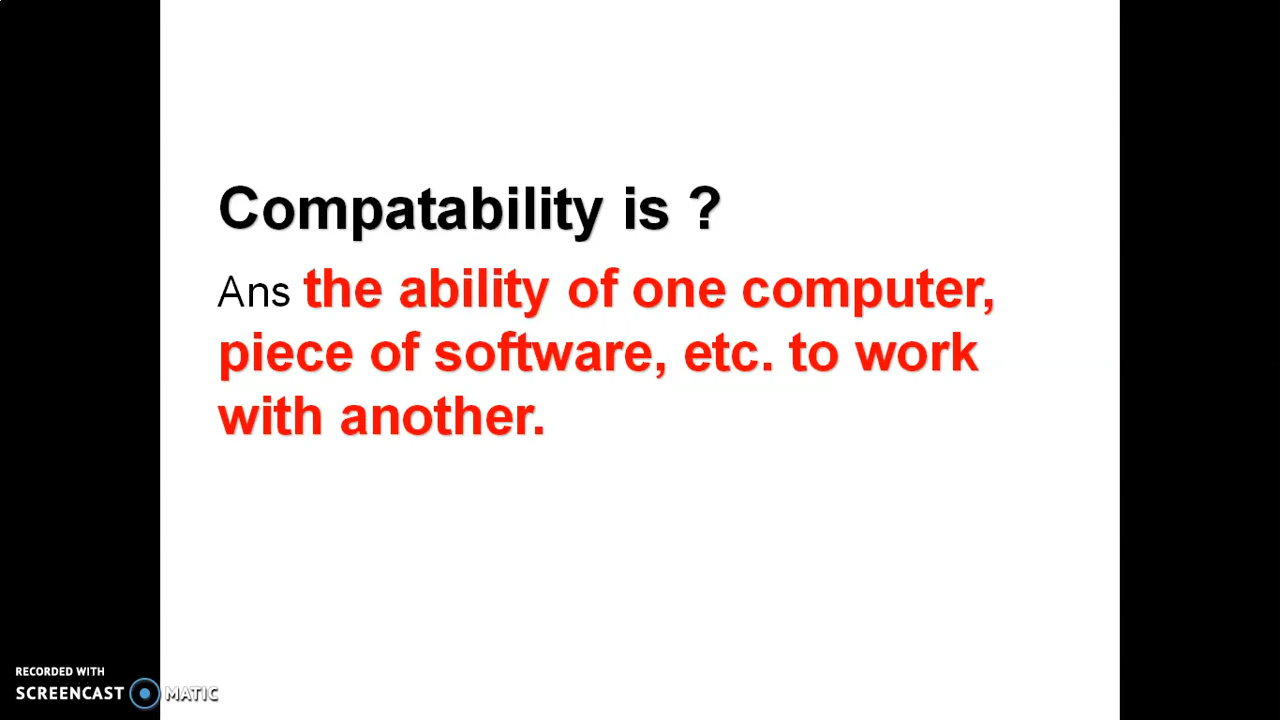 Compatability is ?
Ans the ability of one computer,
piece of software, etc. to work
with another.
RECORDED WITH
SCREENCAST MATIC